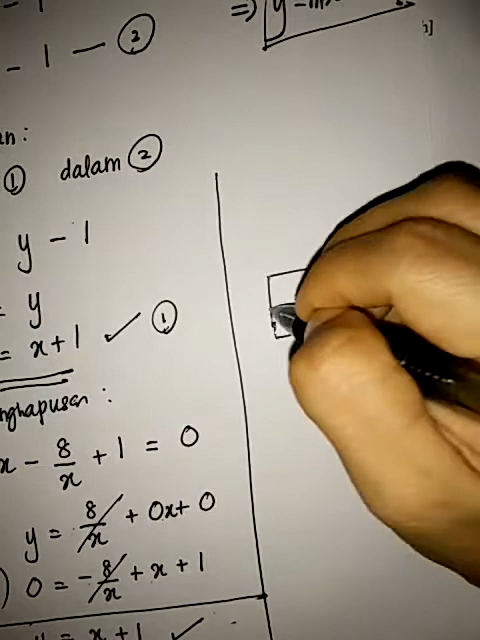 - 1 — ②
⇒ y =
an :
① dalam ②
y - 1
= y
= x+1 ✓ ①
nghapusan :
x - 8/x + 1 = 0
y = 8/x + 0x + 0
) 0 = -8/x + x + 1
y = x+1 ✓